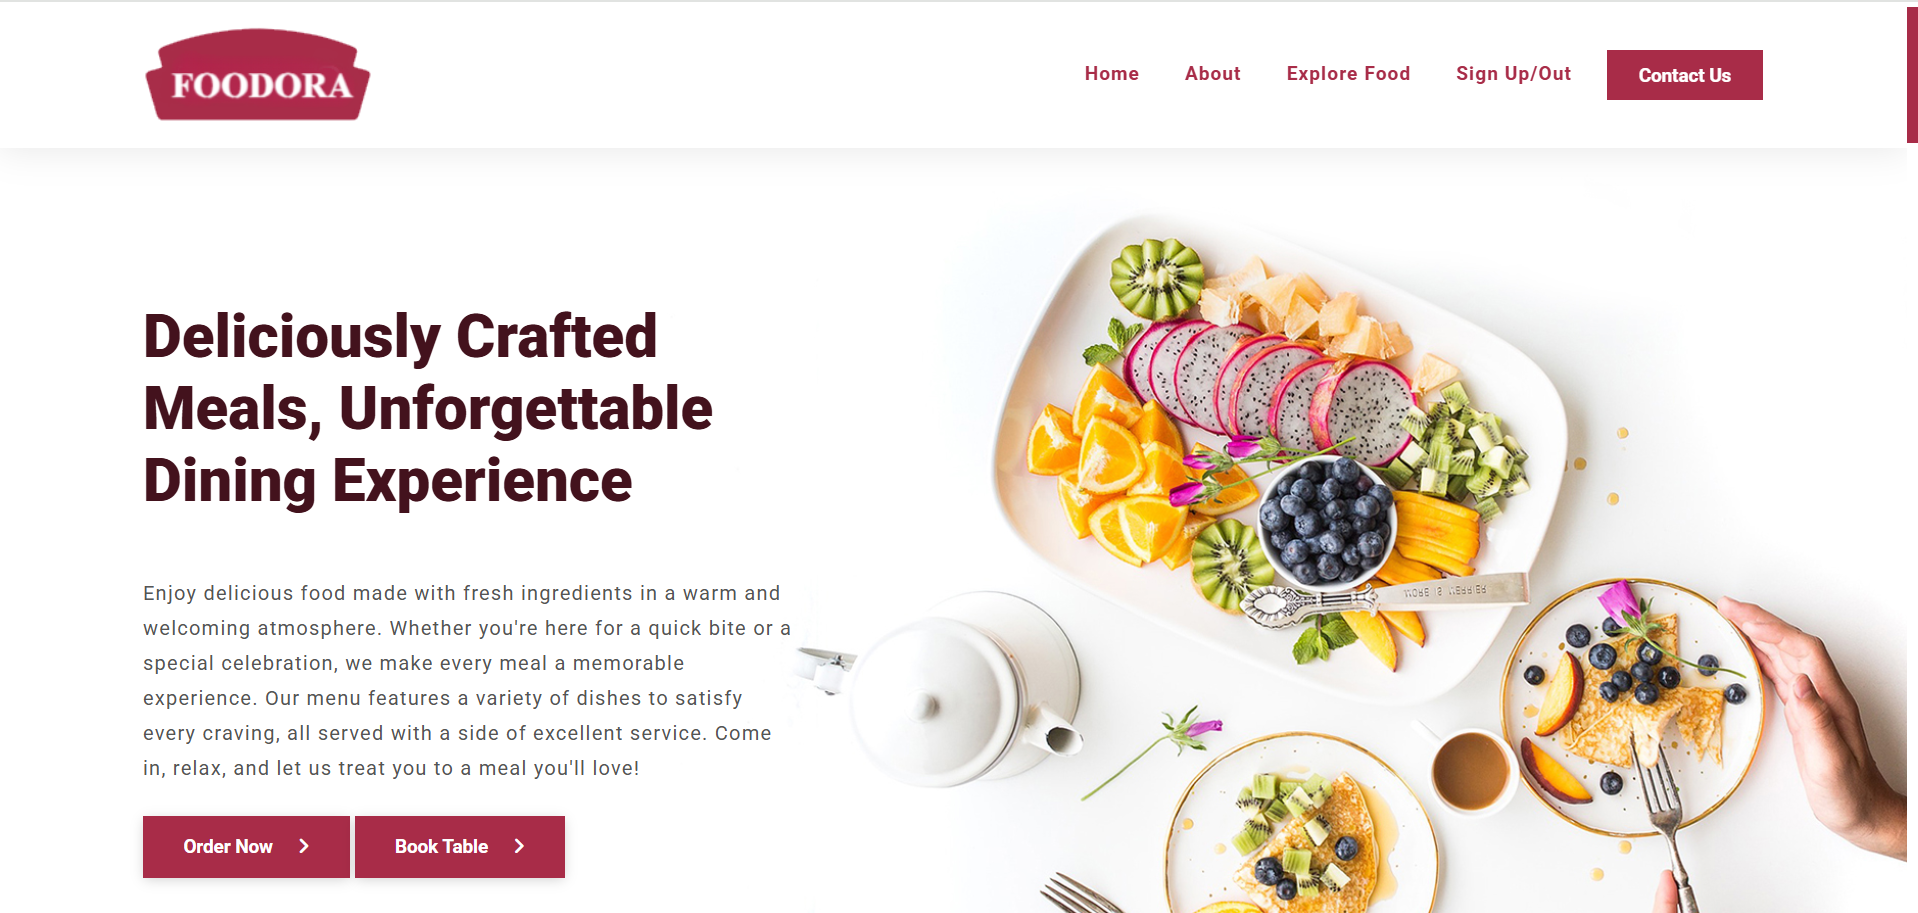 FOODORA
Home
About
Explore Food
Sign Up/Out
Contact Us
Deliciously Crafted
Meals, Unforgettable
Dining Experience
Enjoy delicious food made with fresh ingredients in a warm and
welcoming atmosphere. Whether you're here for a quick bite or a
special celebration, we make every meal a memorable
experience. Our menu features a variety of dishes to satisfy
every craving, all served with a side of excellent service. Come
in, relax, and let us treat you to a meal you'll love!
Order Now
Book Table
MORE & MERRIER